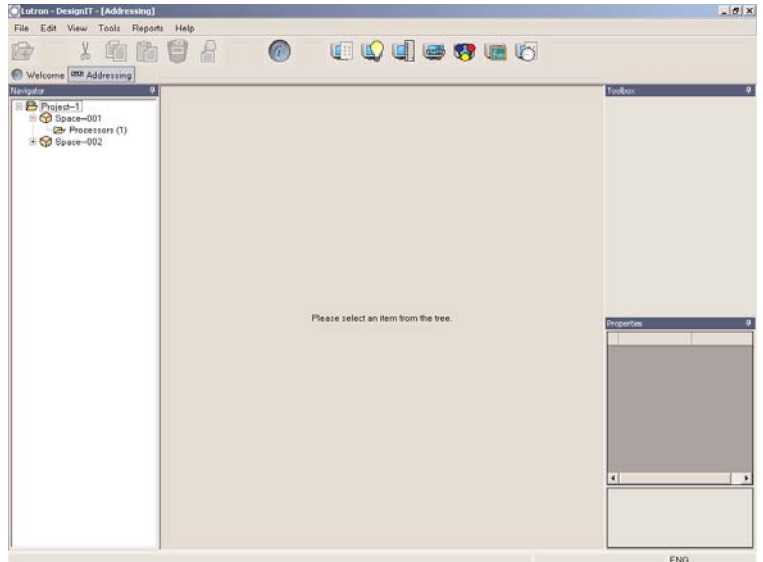 Lutron - DesignIT - [Addressing]
File Edit View Tools Reports Help
Welcome Addressing
Navigator
Toolbox
Project-1
Space-001
Processors (1)
Space-002
Please select an item from the tree.
Properties
ENG